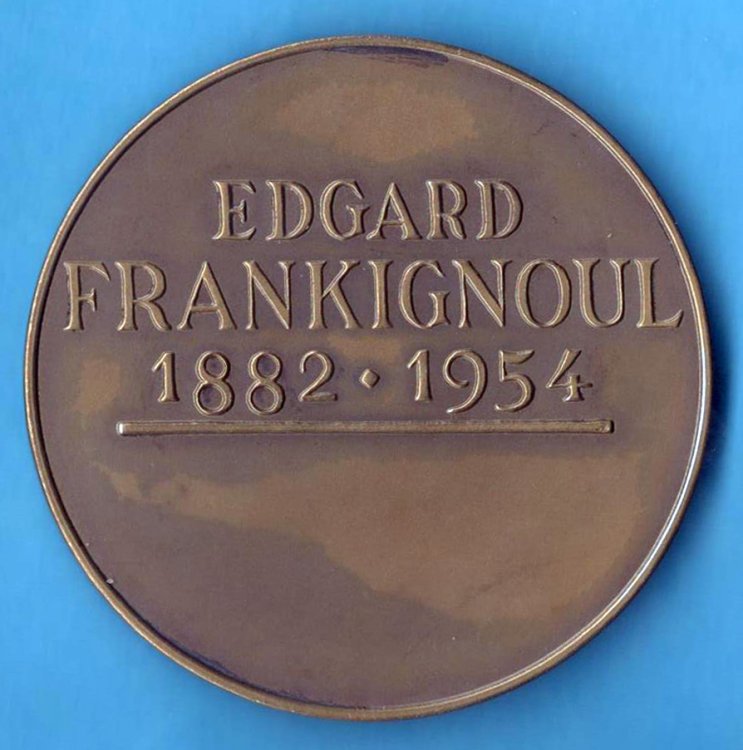 EDGARD
FRANKIGNOUL
1882 · 1954